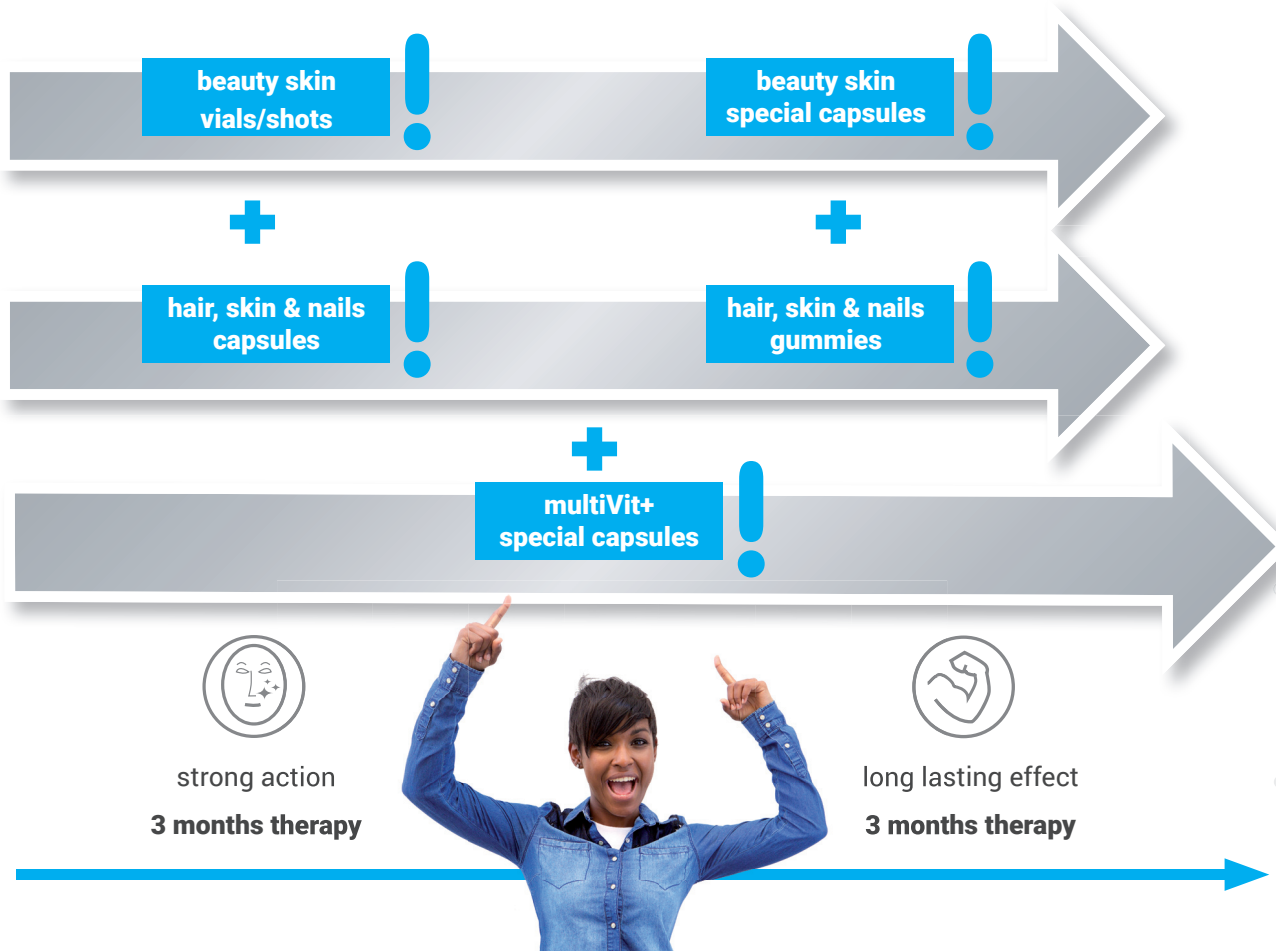 beauty skin
vials/shots
beauty skin
special capsules
hair, skin & nails
capsules
hair, skin & nails
gummies
multiVit+
special capsules
strong action
3 months therapy
long lasting effect
3 months therapy